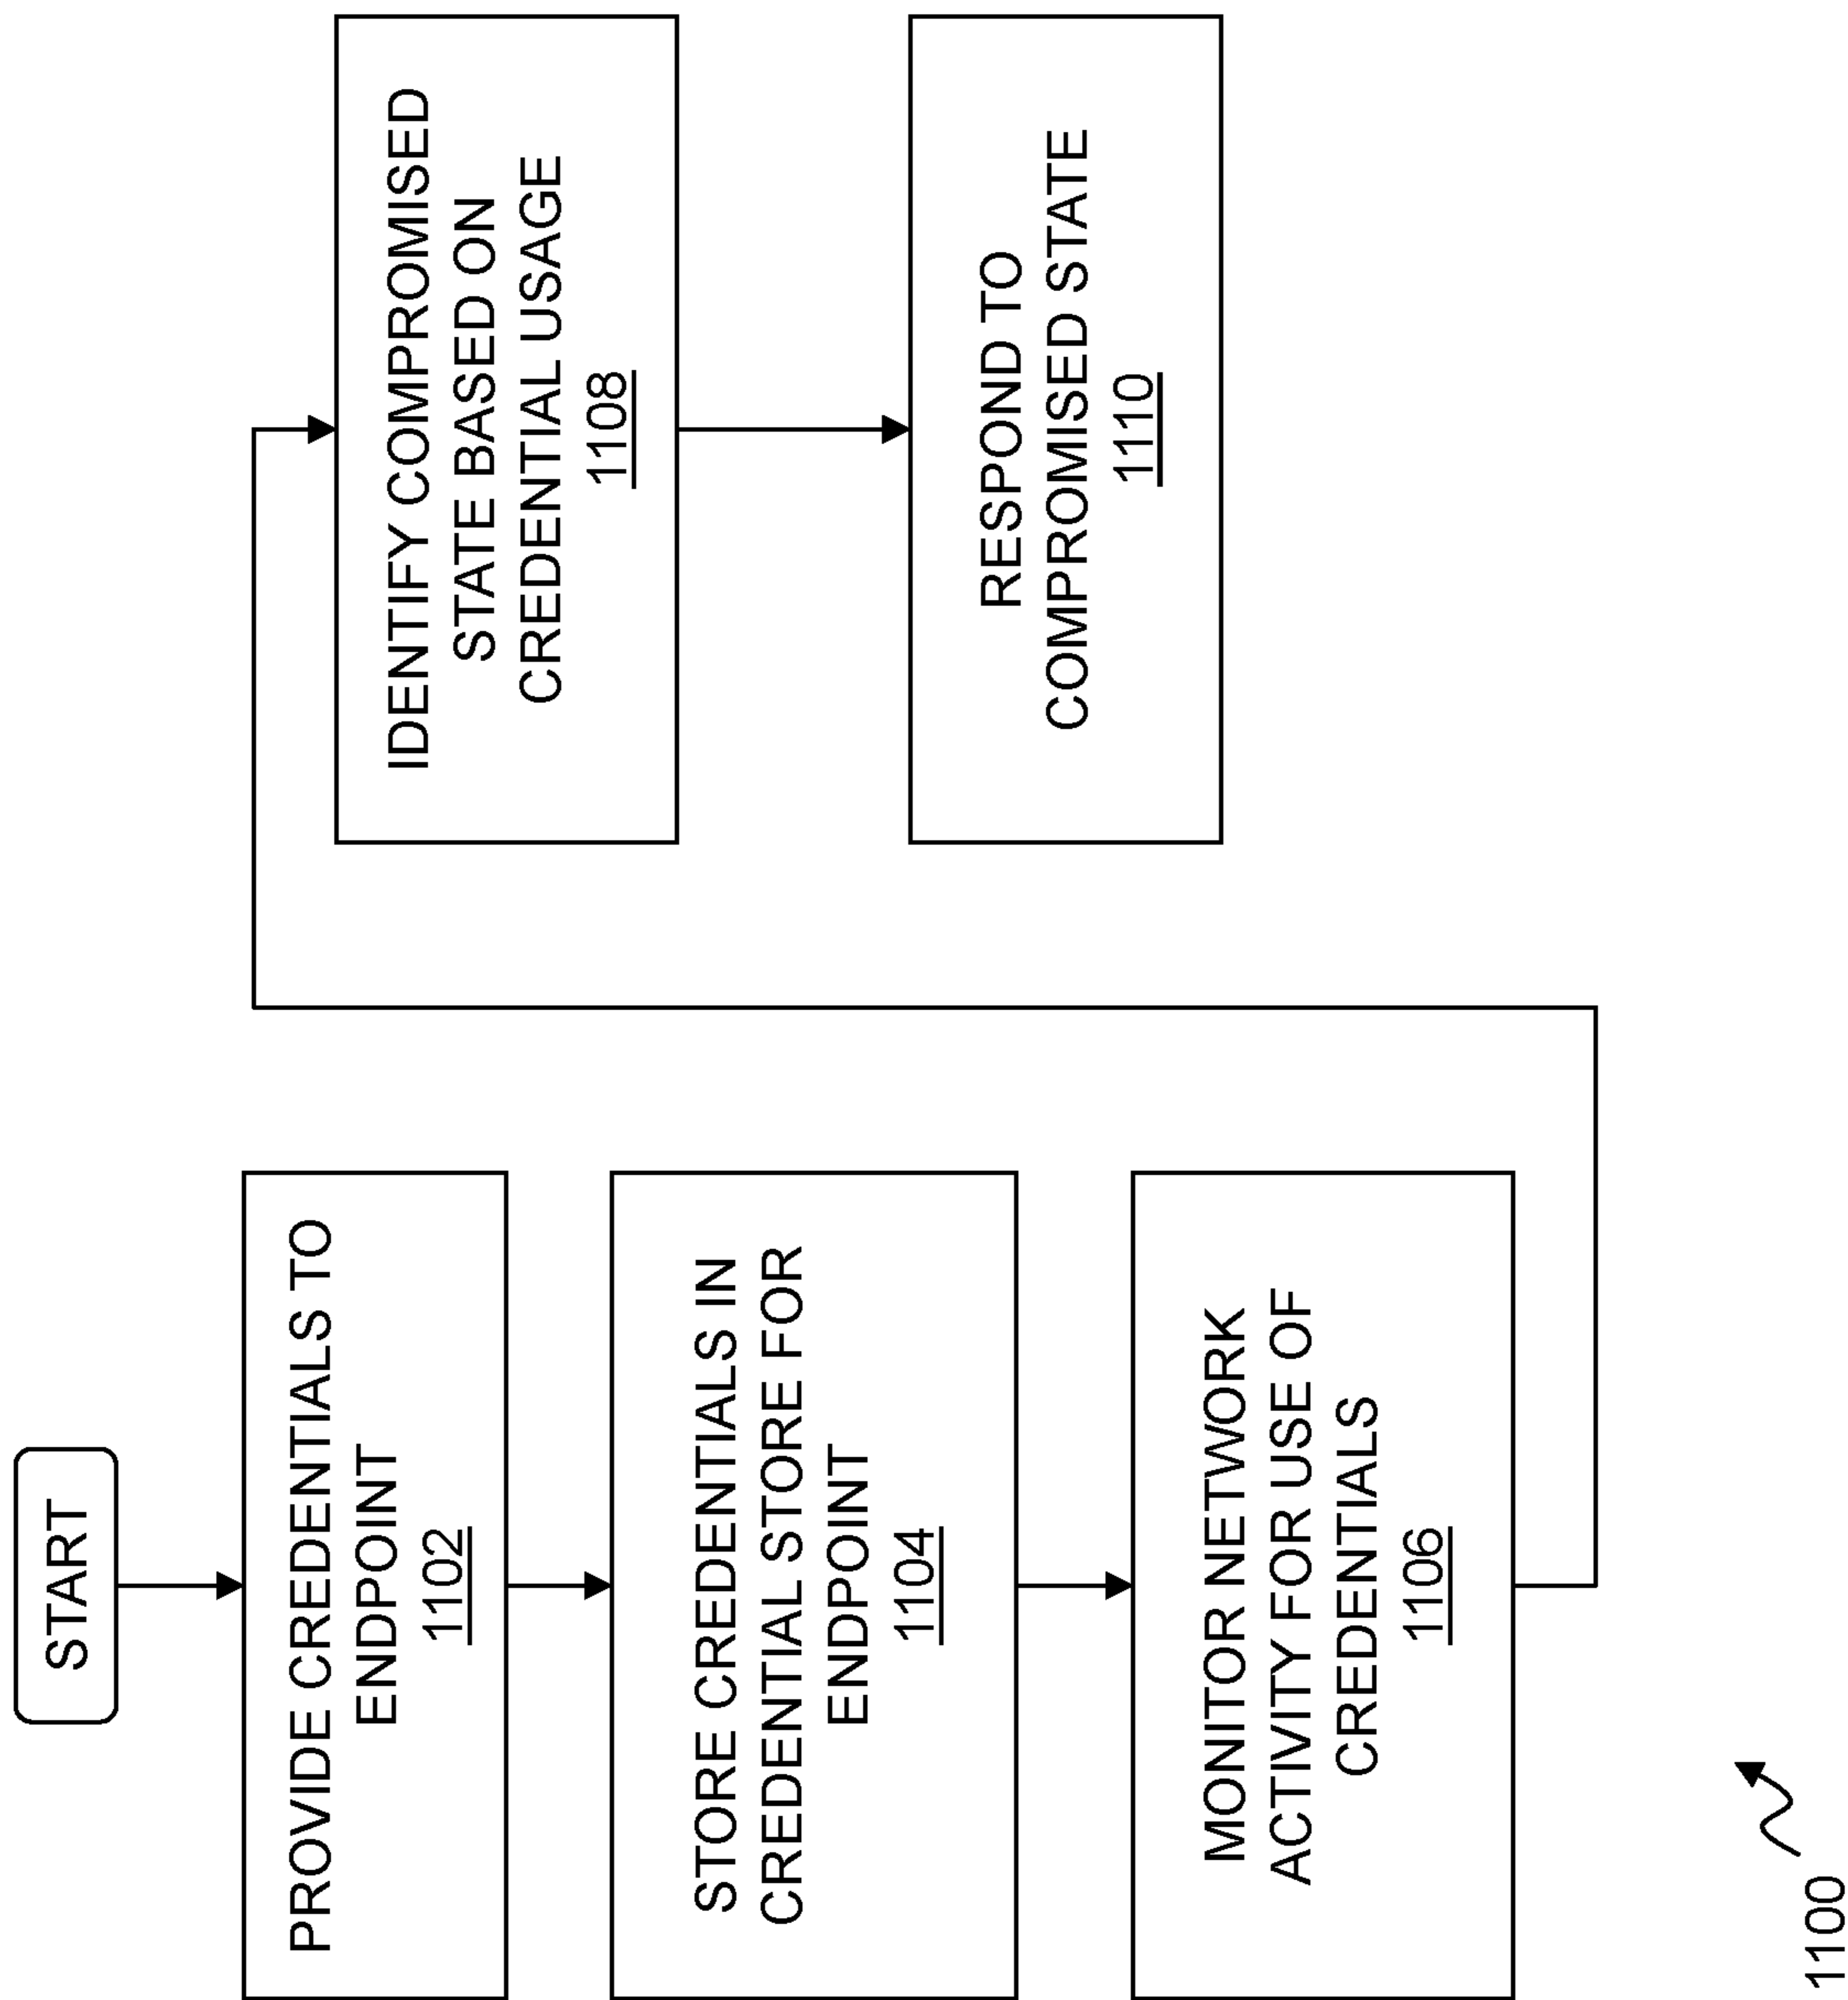 START
PROVIDE CREDENTIALS TO
ENDPOINT
1102
STORE CREDENTIALS IN
CREDENTIAL STORE FOR
ENDPOINT
1104
MONITOR NETWORK
ACTIVITY FOR USE OF
CREDENTIALS
1106
IDENTIFY COMPROMISED
STATE BASED ON
CREDENTIAL USAGE
1108
RESPOND TO
COMPROMISED STATE
1110
1100